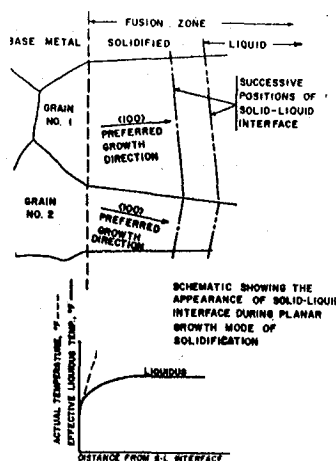 FUSION ZONE
BASE METAL SOLIDIFIED LIQUID
GRAIN
NO. 1
SUCCESSIVE
POSITIONS OF
SOLID-LIQUID
INTERFACE
⟨100⟩
PREFERRED
GROWTH
DIRECTION
GRAIN
NO. 2
⟨100⟩
PREFERRED
GROWTH
DIRECTION
SCHEMATIC SHOWING THE
APPEARANCE OF SOLID-LIQUI
INTERFACE DURING PLANAR
GROWTH MODE OF
SOLIDIFICATION
ACTUAL TEMPERATURE, °F
EFFECTIVE LIQUIDUS TEMP., °F
LIQUIDUS
DISTANCE FROM S-L INTERFACE